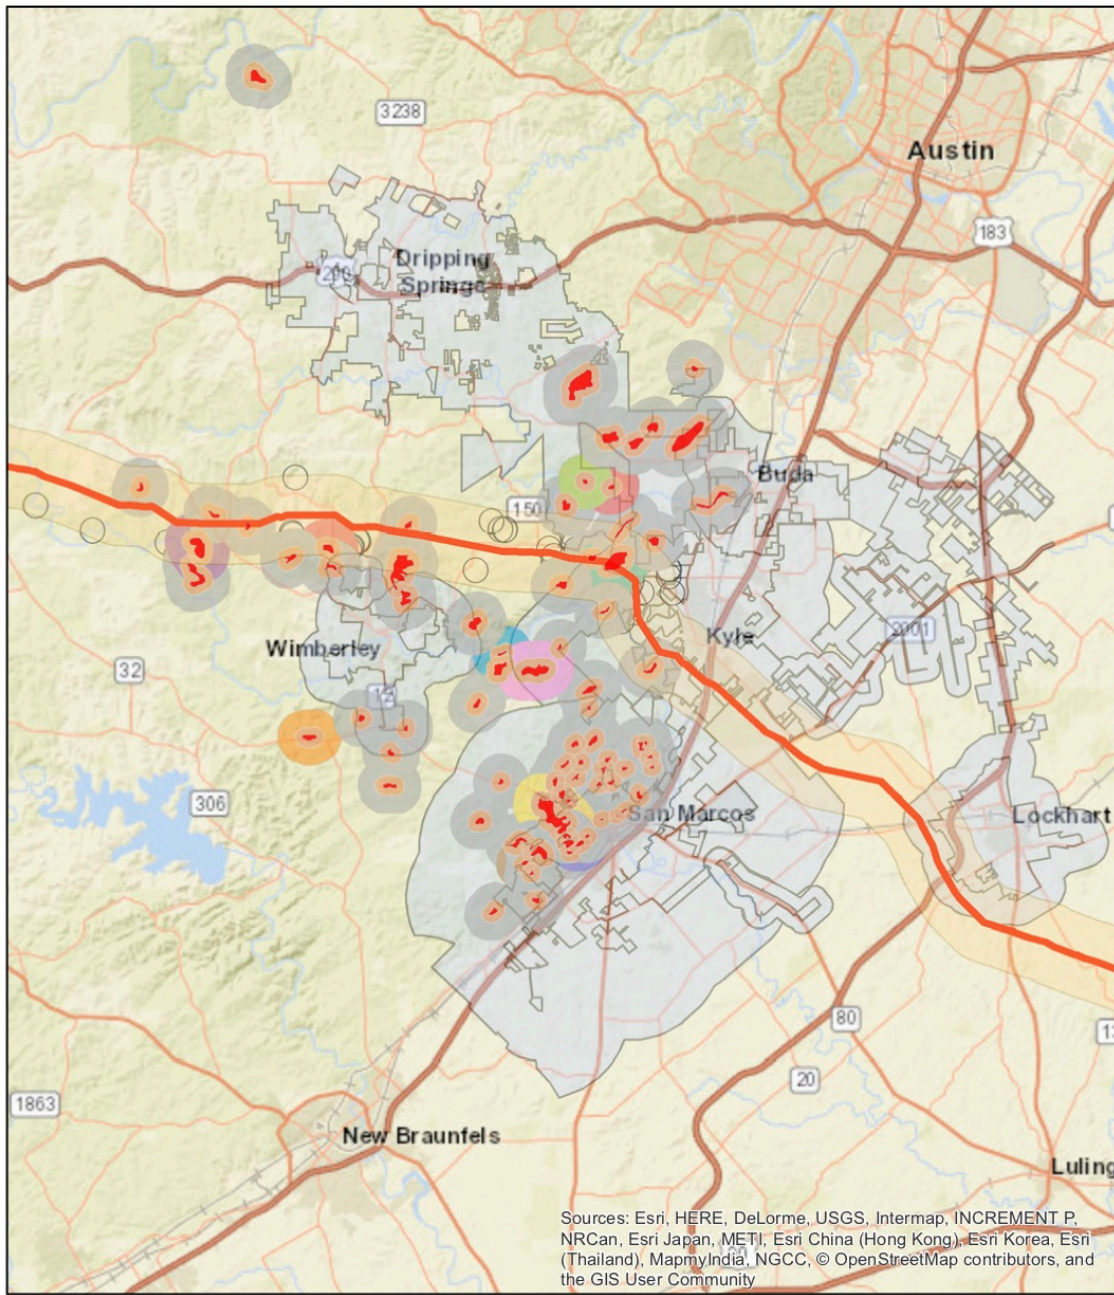 3238
Austin
183
Dripping
290
Springs
Buda
150
Wimberley
Kyle
2001
32
12
306
San Marcos
Lockhart
80
20
1863
New Braunfels
Luling
Sources: Esri, HERE, DeLorme, USGS, Intermap, INCREMENT P,
NRCan, Esri Japan, METI, Esri China (Hong Kong), Esri Korea, Esri
(Thailand), MapmyIndia, NGCC, © OpenStreetMap contributors, and
the GIS User Community